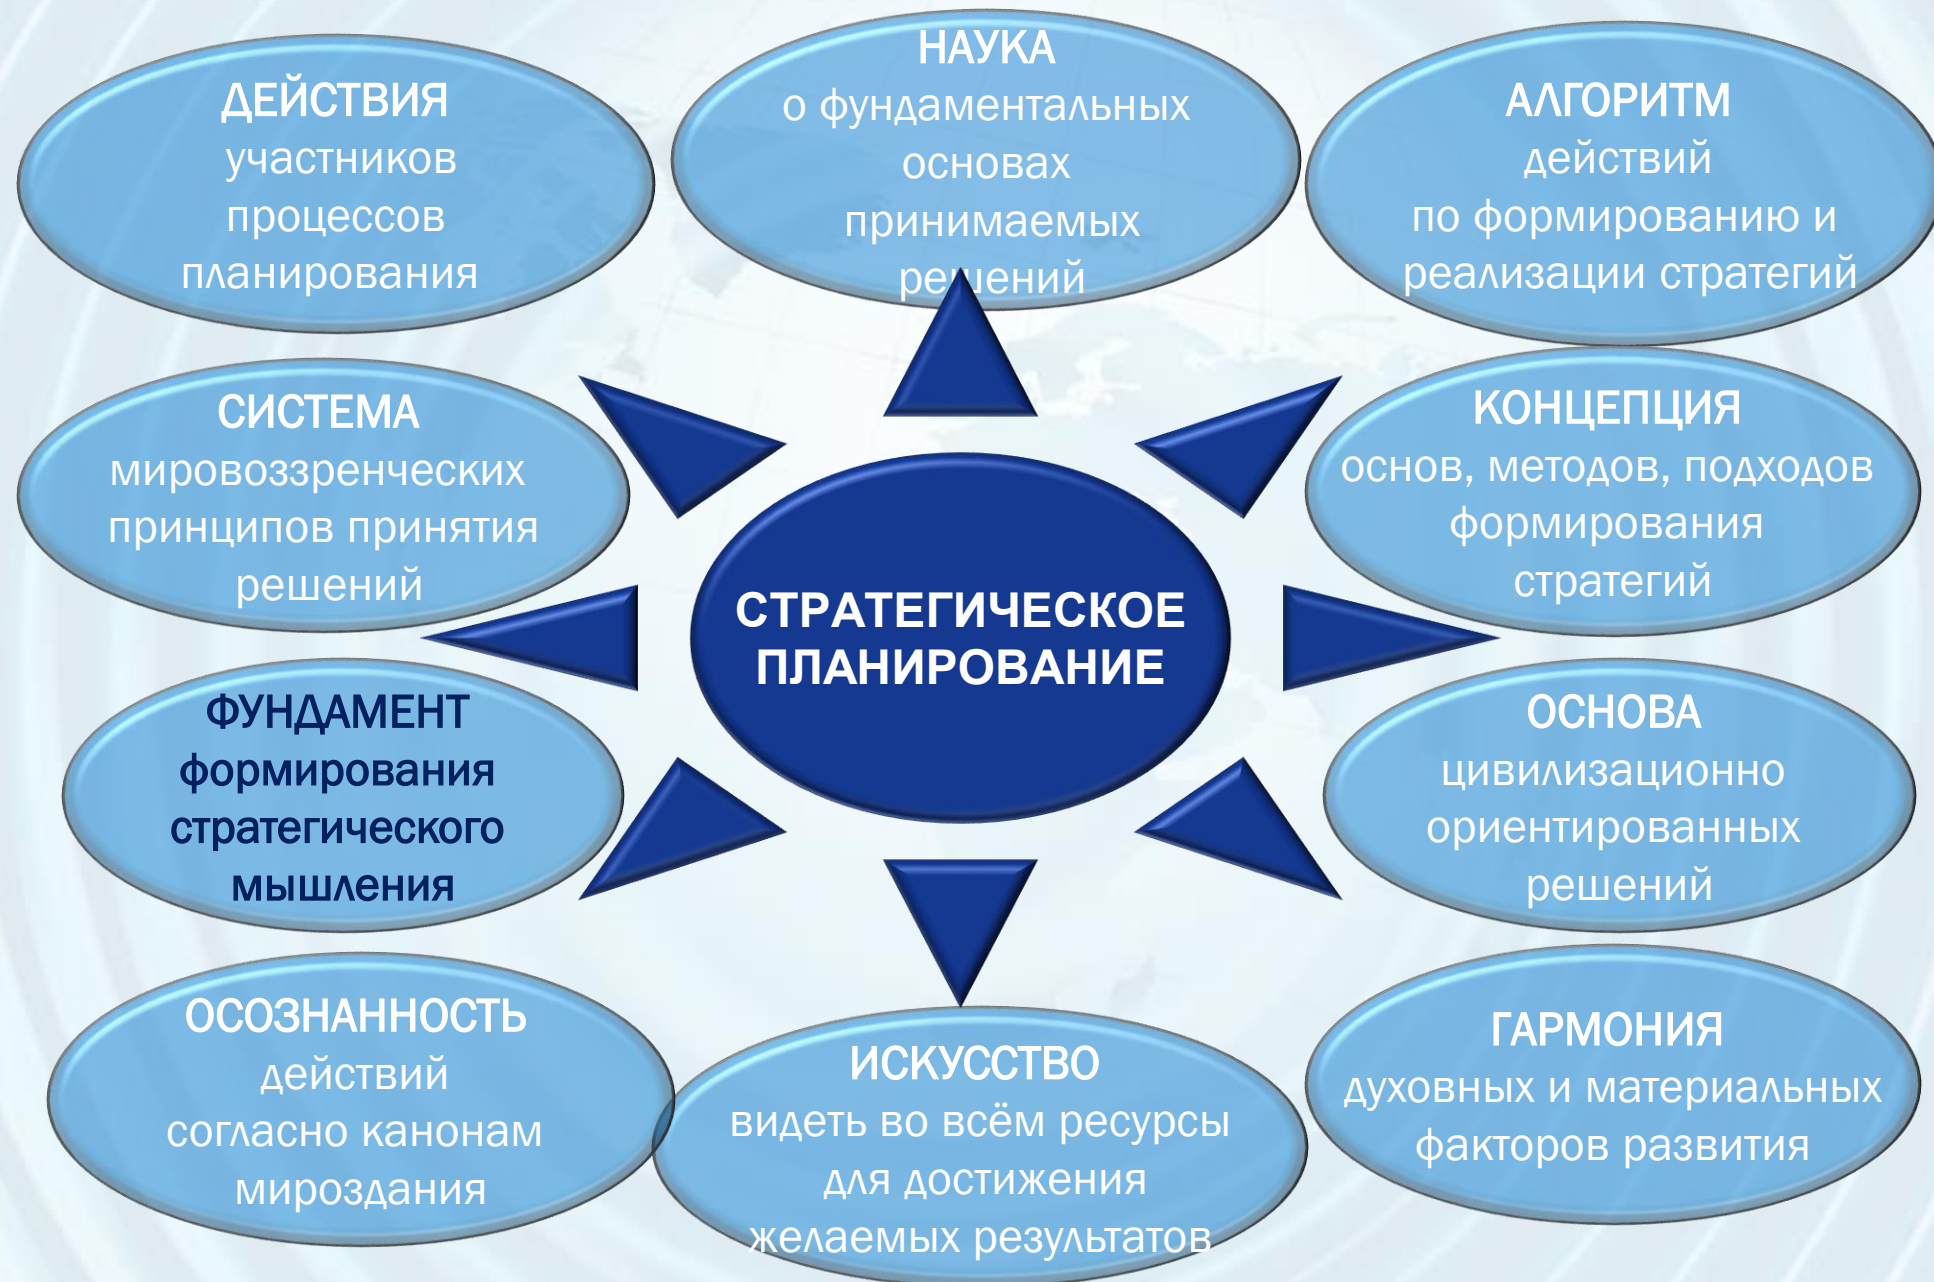 ДЕЙСТВИЯ
участников
процессов
планирования
НАУКА
о фундаментальных
основах
принимаемых
решений
АЛГОРИТМ
действий
по формированию и
реализации стратегий
СИСТЕМА
мировоззренческих
принципов принятия
решений
КОНЦЕПЦИЯ
основ, методов, подходов
формирования
стратегий
СТРАТЕГИЧЕСКОЕ
ПЛАНИРОВАНИЕ
ФУНДАМЕНТ
формирования
стратегического
мышления
ОСНОВА
цивилизационно
ориентированных
решений
ОСОЗНАННОСТЬ
действий
согласно канонам
мироздания
ИСКУССТВО
видеть во всём ресурсы
для достижения
желаемых результатов
ГАРМОНИЯ
духовных и материальных
факторов развития